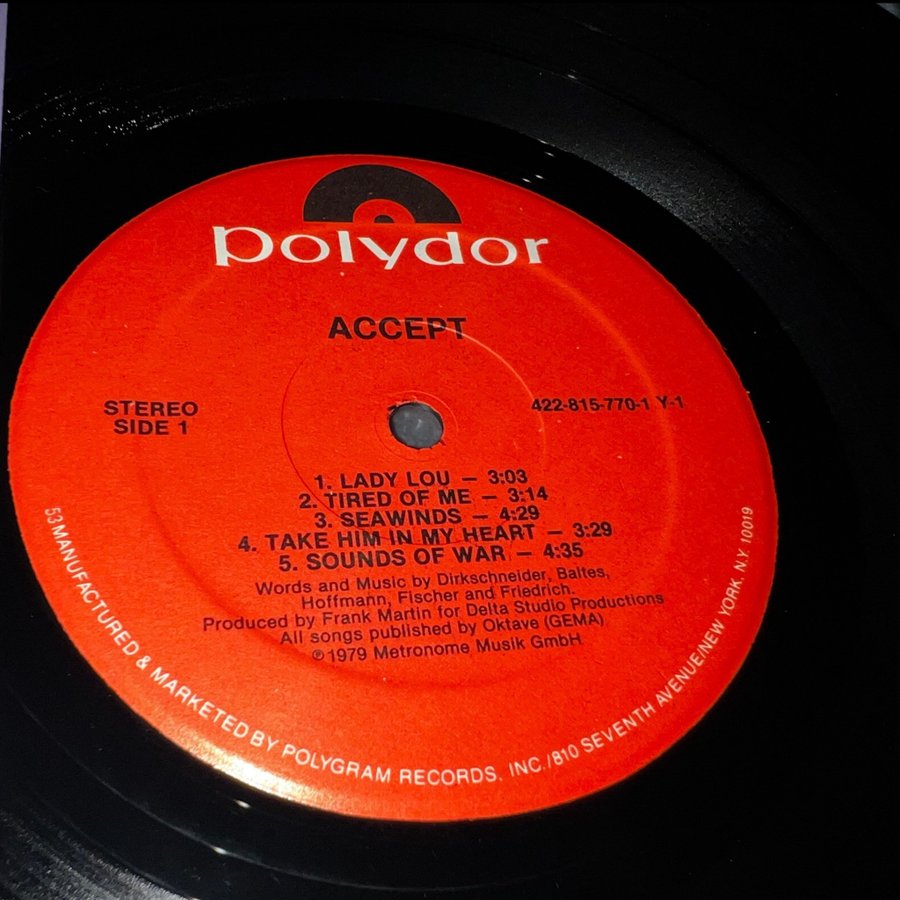 polydor
ACCEPT
STEREO
SIDE 1
422-815-770-1 Y-1
1. LADY LOU — 3:03
2. TIRED OF ME — 3:14
3. SEAWINDS — 4:29
4. TAKE HIM IN MY HEART — 3:29
5. SOUNDS OF WAR — 4:35
Words and Music by Dirkschneider, Baltes,
Hoffmann, Fischer and Friedrich.
Produced by Frank Martin for Delta Studio Productions
All songs published by Oktave (GEMA)
℗1979 Metronome Musik GmbH
53 MANUFACTURED & MARKETED BY POLYGRAM RECORDS, INC./810 SEVENTH AVENUE/NEW YORK, N.Y. 10019